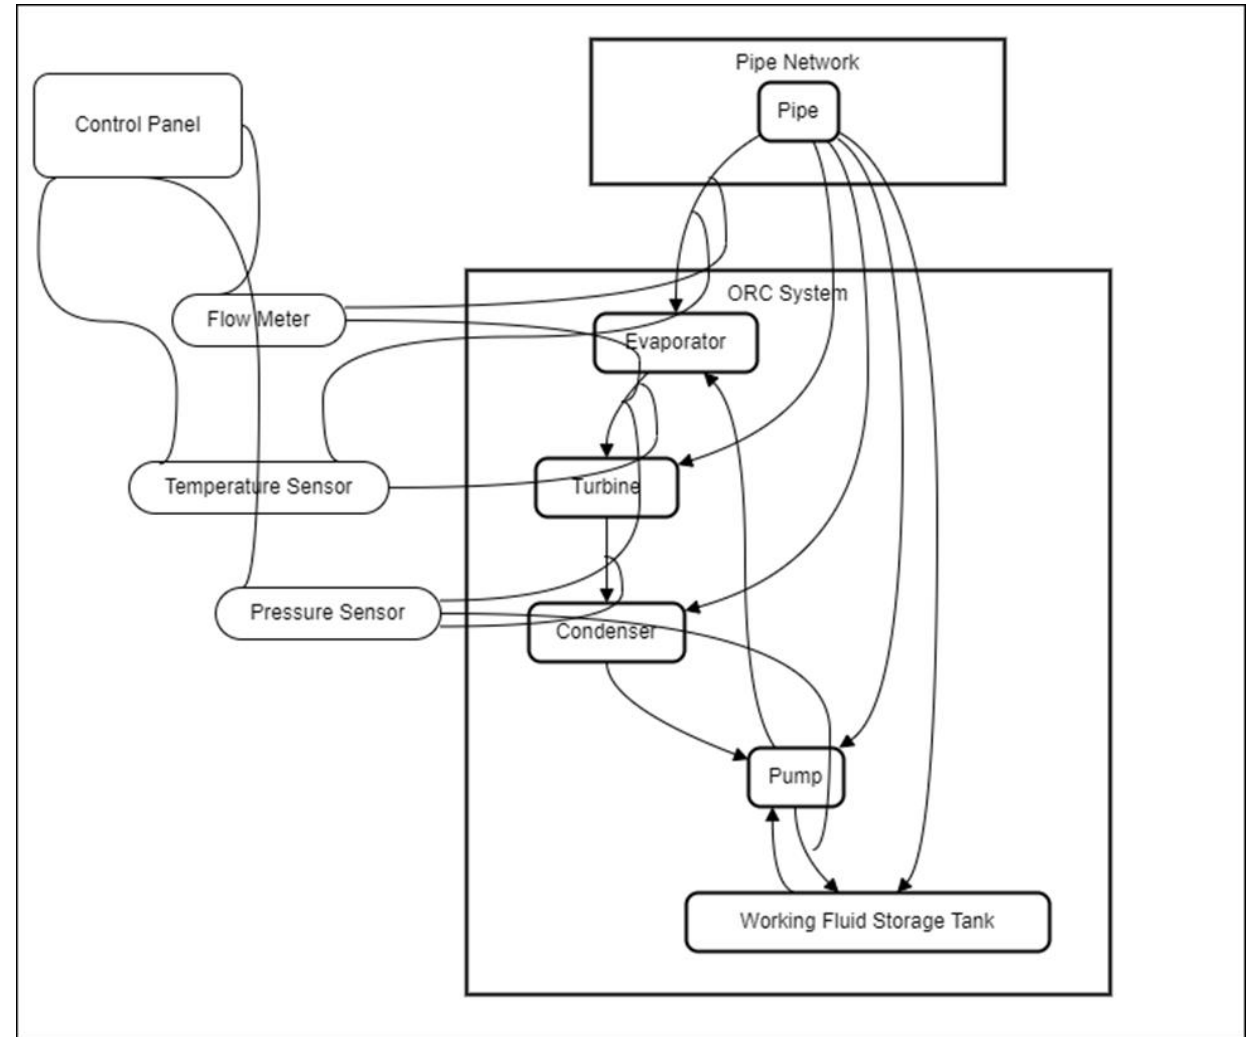 Pipe Network
Pipe
Control Panel
ORC System
Flow Meter
Evaporator
Temperature Sensor
Turbine
Pressure Sensor
Condenser
Pump
Working Fluid Storage Tank